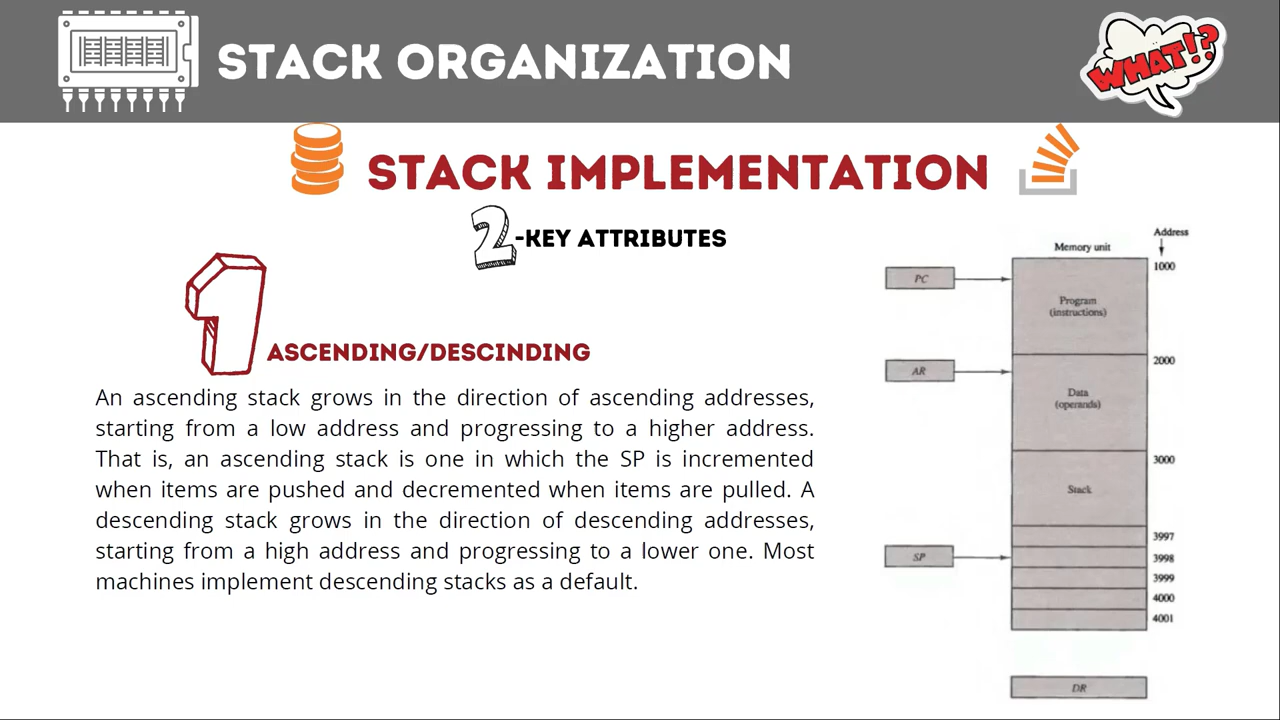 STACK ORGANIZATION
WHAT!?
STACK IMPLEMENTATION
2-KEY ATTRIBUTES
1 ASCENDING/DESCINDING
An ascending stack grows in the direction of ascending addresses,
starting from a low address and progressing to a higher address.
That is, an ascending stack is one in which the SP is incremented
when items are pushed and decremented when items are pulled. A
descending stack grows in the direction of descending addresses,
starting from a high address and progressing to a lower one. Most
machines implement descending stacks as a default.
Address
Memory unit
1000
PC
Program
(instructions)
2000
AR
Data
(operands)
3000
Stack
3997
SP
3998
3999
4000
4001
DR